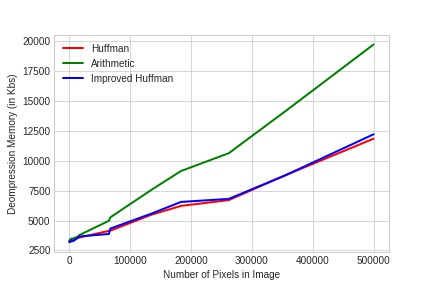 20000
17500
15000
12500
10000
7500
5000
2500
Deompression Memory (in Kbs)
Huffman
Arithmetic
Improved Huffman
0 100000 200000 300000 400000 500000
Number of Pixels in Image